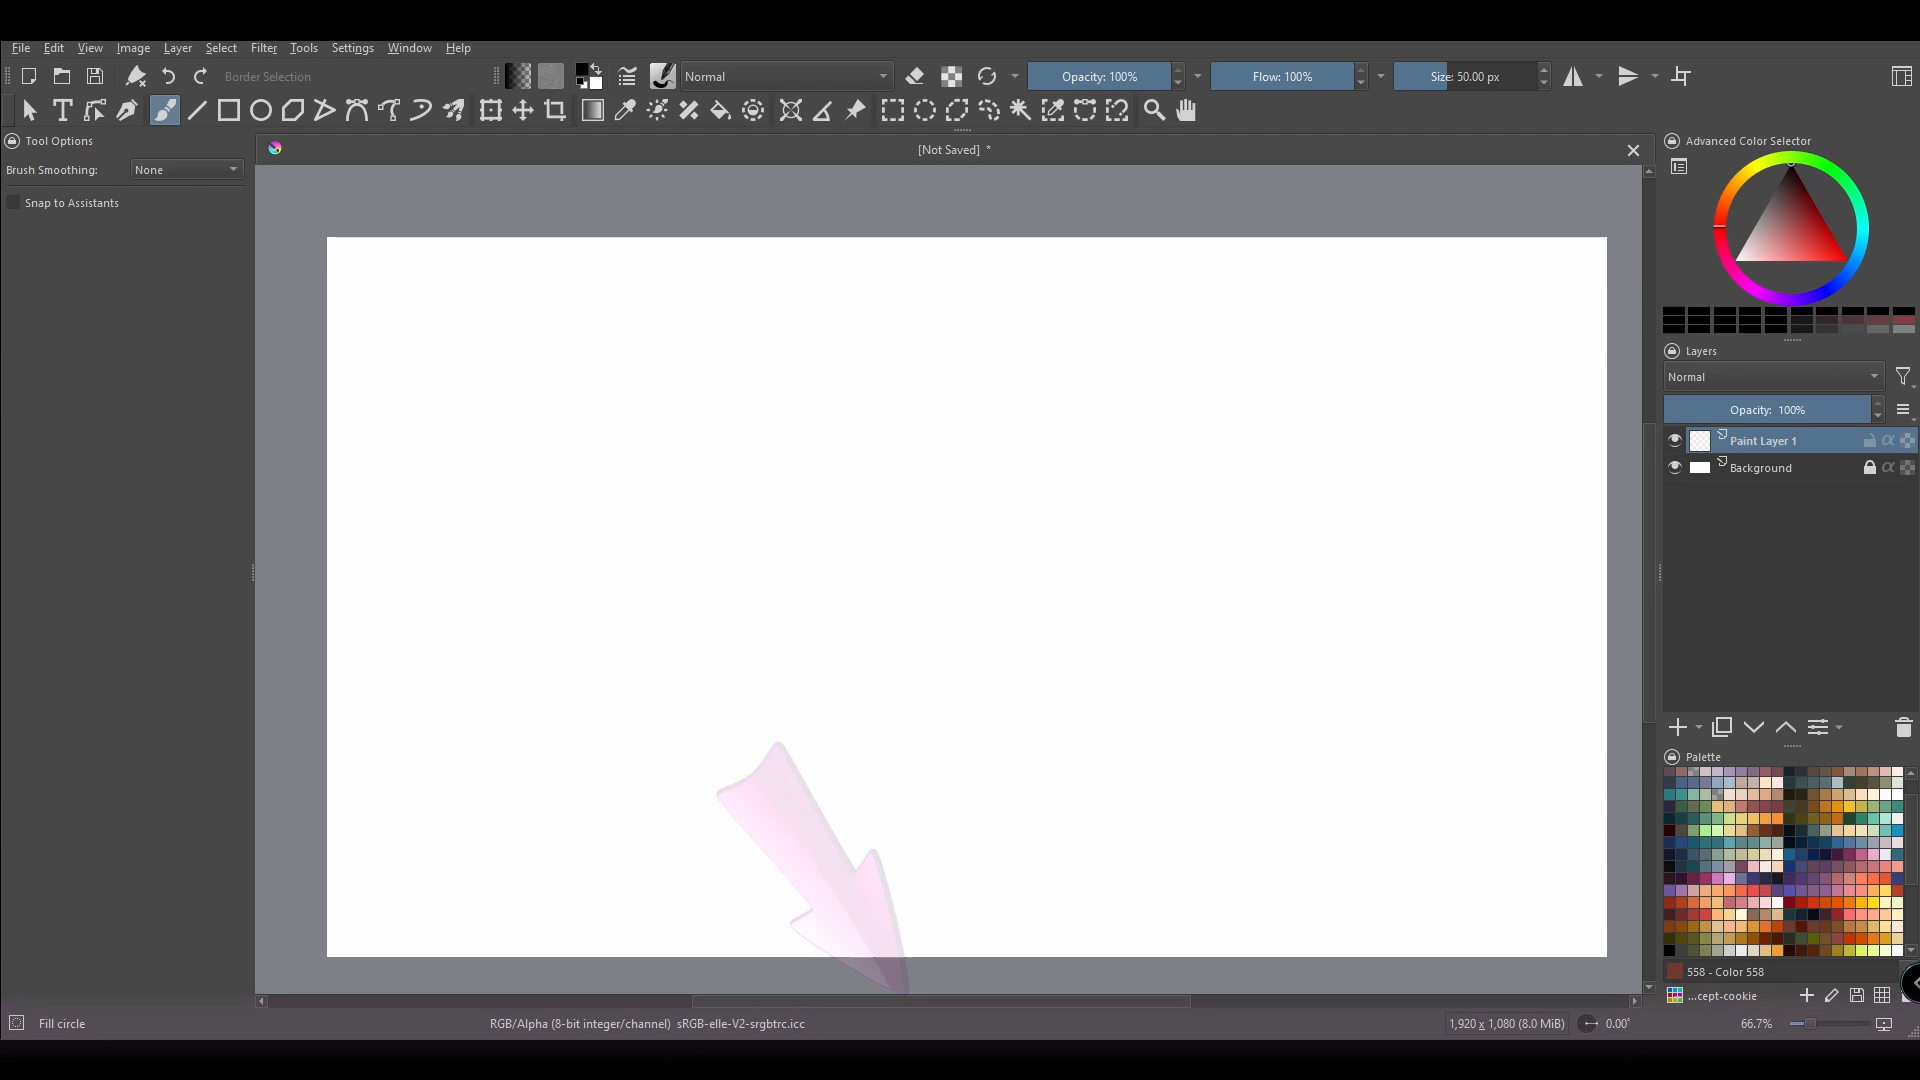 File Edit View Image Layer Select Filter Tools Settings Window Help
Border Selection Normal Opacity: 100% Flow: 100% Size: 50.00 px
Tool Options
[Not Saved] *
Advanced Color Selector
Brush Smoothing: None
Snap to Assistants
Layers
Normal
Opacity: 100%
Paint Layer 1
Background
Palette
558 - Color 558
...cept-cookie
Fill circle
RGB/Alpha (8-bit integer/channel) sRGB-elle-V2-srgbtrc.icc
1,920 x 1,080 (8.0 MiB)
0.00°
66.7%